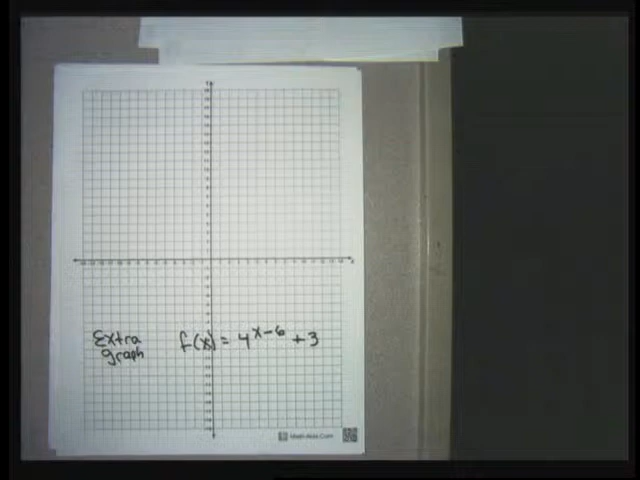 Extra
graph
f(x) = 4^{x-6} + 3